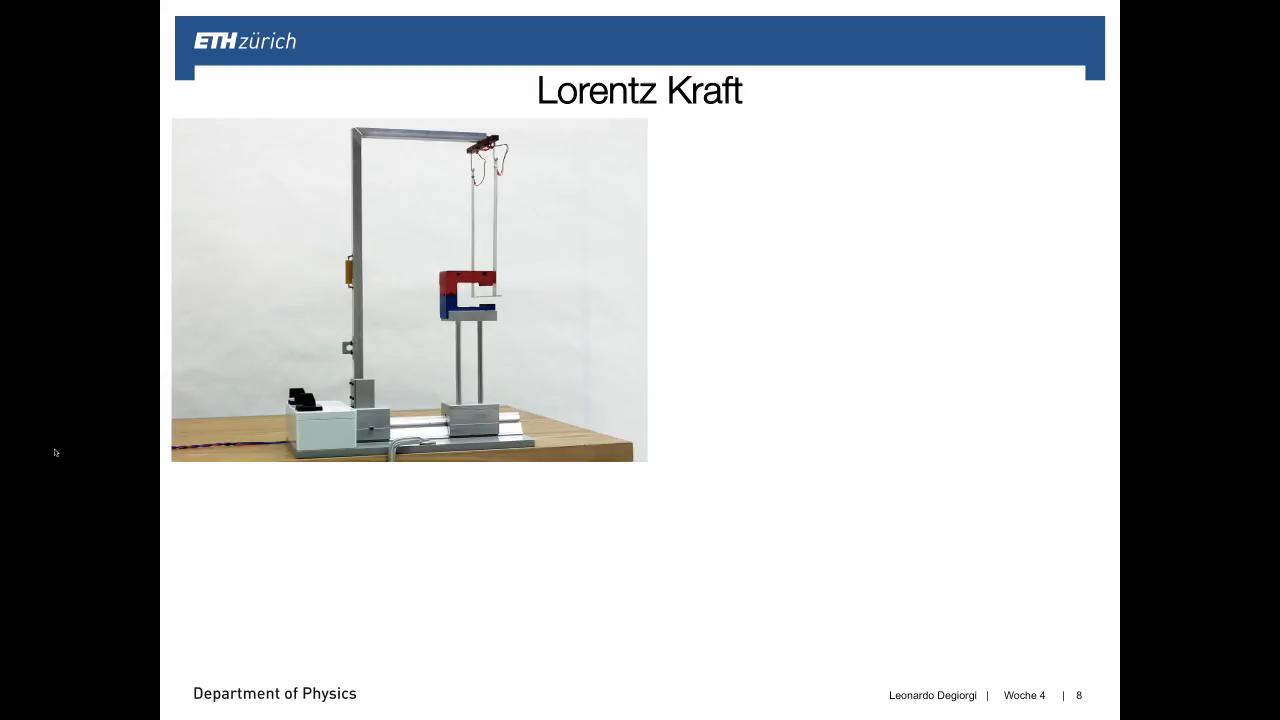 ETH zürich
Lorentz Kraft
Department of Physics
Leonardo Degiorgi | Woche 4 | 8